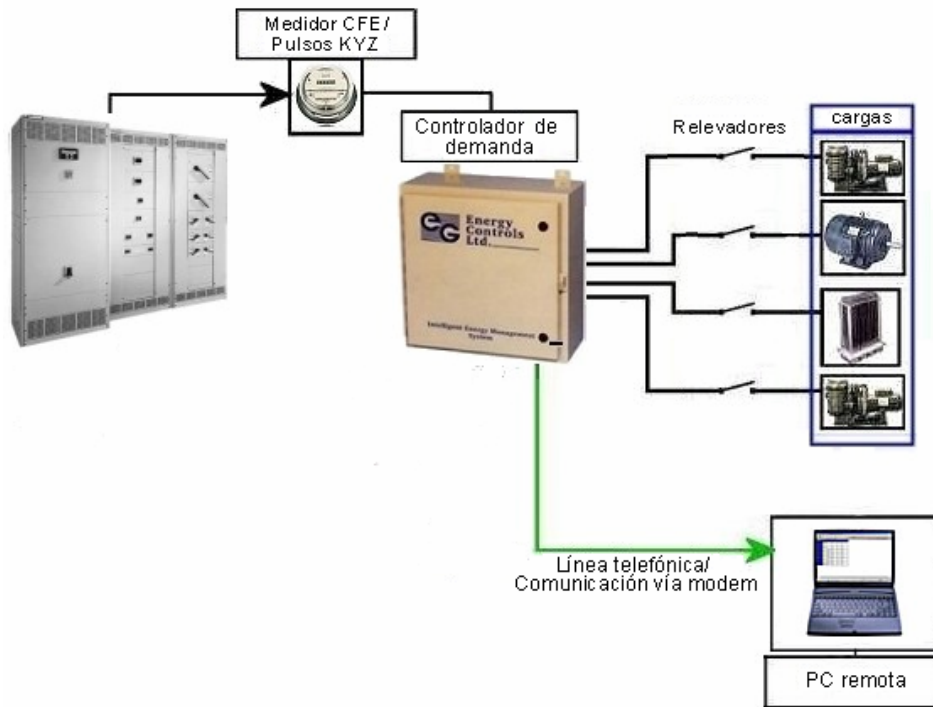 Medidor CFE/
Pulsos KYZ
Controlador de
demanda
Relevadores
cargas
eG Energy
Controls
Ltd.
Intelligent Energy Management
System
Línea telefónica/
Comunicación vía modem
PC remota